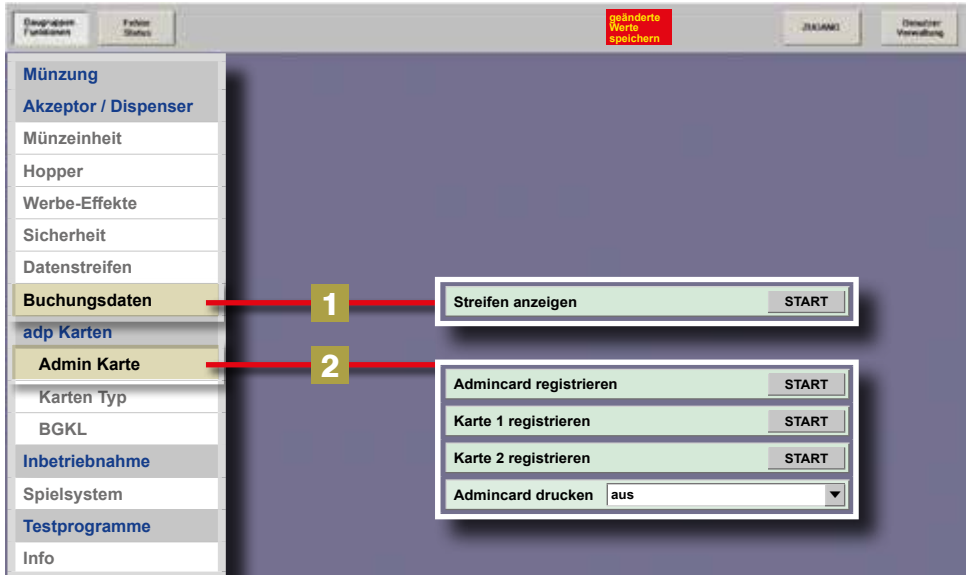 Baugruppen
Funktionen
Fehler
Status
geänderte
Werte
speichern
ZUGANG
Benutzer
Verwaltung
Münzung
Akzeptor / Dispenser
Münzeinheit
Hopper
Werbe-Effekte
Sicherheit
Datenstreifen
Buchungsdaten
1
Streifen anzeigen START
adp Karten
Admin Karte
2
Admincard registrieren START
Karten Typ
Karte 1 registrieren START
BGKL
Karte 2 registrieren START
Inbetriebnahme
Admincard drucken aus
Spielsystem
Testprogramme
Info